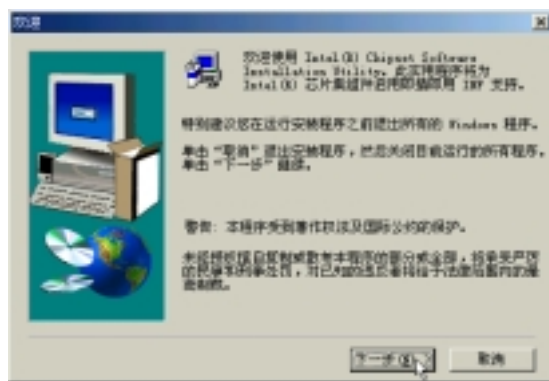 欢迎
欢迎使用 Intel(R) Chipset Software
Installation Utility。此实用程序将为
Intel(R) 芯片集组件启用即插即用 INF 支持。
特别建议您在运行安装程序之前退出所有的 Windows 程序。
单击“取消”退出安装程序，然后关闭目前运行的所有程序。
单击“下一步”继续。
警告: 本程序受到著作权法及国际公约的保护。
未经授权擅自复制或散布本程序的部分或全部，将承受严厉
的民事和刑事处罚，对已知的违反者将给予法律范围内的最
下一步(N) >
取消